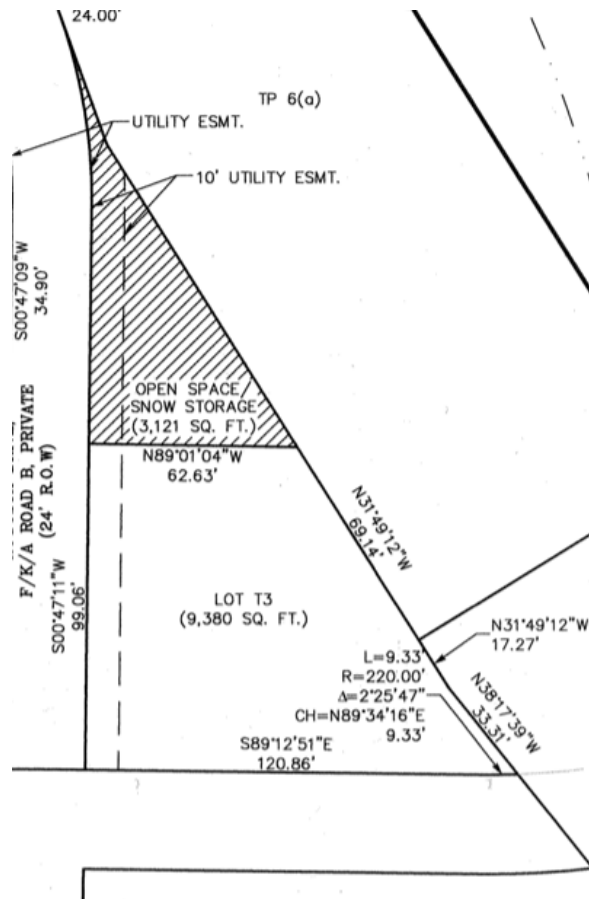 24.00'
TP 6(a)
UTILITY ESMT.
10' UTILITY ESMT.
S00°47'09"W
34.90'
OPEN SPACE
SNOW STORAGE
(3,121 SQ. FT.)
N89°01'04"W
62.63'
F/K/A ROAD B, PRIVATE
(24' R.O.W)
S00°47'11"W
99.06'
N31°49'12"W
69.14'
LOT T3
(9,380 SQ. FT.)
N31°49'12"W
17.27'
L=9.33'
R=220.00'
Δ=2°25'47"
CH=N89°34'16"E
9.33'
N38°17'39"W
33.31'
S89°12'51"E
120.86'